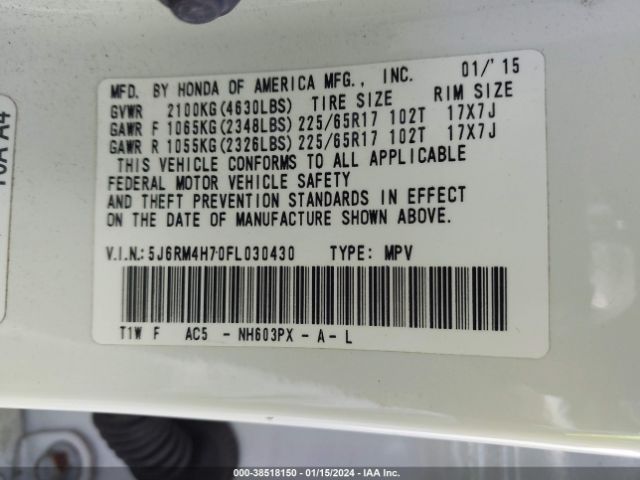 MFD. BY HONDA OF AMERICA MFG., INC. 01/'15
GVWR 2100KG(4630LBS) TIRE SIZE RIM SIZE
GAWR F 1065KG(2348LBS) 225/65R17 102T 17X7J
GAWR R 1055KG(2326LBS) 225/65R17 102T 17X7J
THIS VEHICLE CONFORMS TO ALL APPLICABLE
FEDERAL MOTOR VEHICLE SAFETY
AND THEFT PREVENTION STANDARDS IN EFFECT
ON THE DATE OF MANUFACTURE SHOWN ABOVE.
V.I.N.: 5J6RM4H70FL030430 TYPE: MPV
T1W F AC5 - NH603PX - A - L
000-38518150 - 01/15/2024 - IAA Inc.